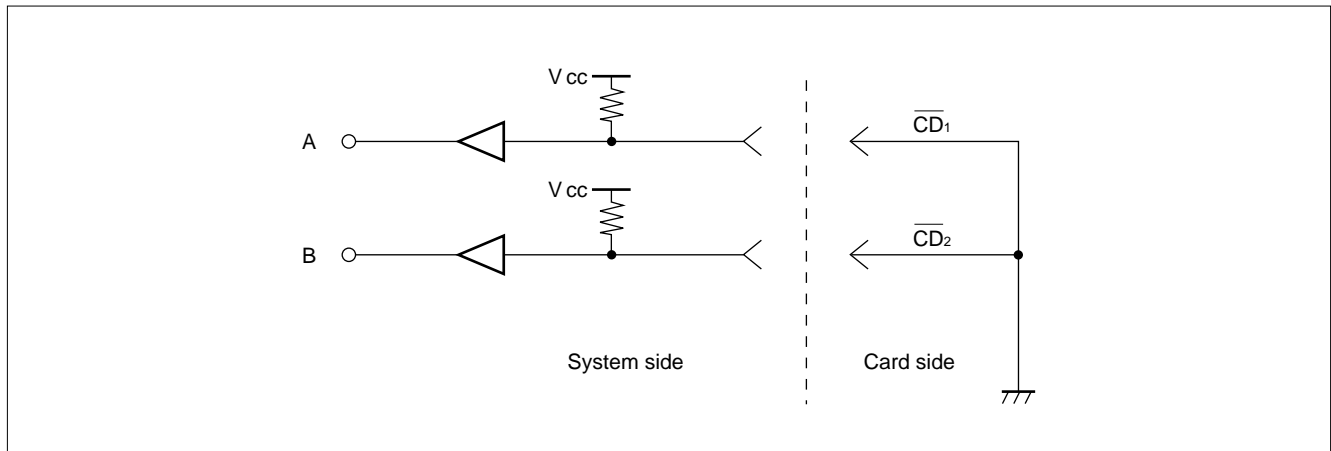 V cc
A
CD1
V cc
B
CD2
System side
Card side